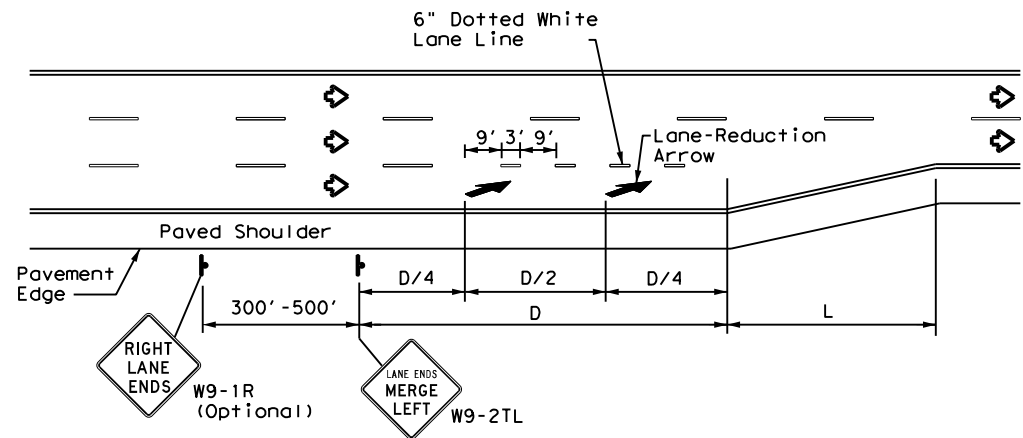 6" Dotted White
Lane Line
9' 3' 9'
Lane-Reduction
Arrow
Paved Shoulder
Pavement
Edge
D/4 D/2 D/4
300'-500' D L
RIGHT
LANE
ENDS
W9-1R
(Optional)
LANE ENDS
MERGE
LEFT
W9-2TL